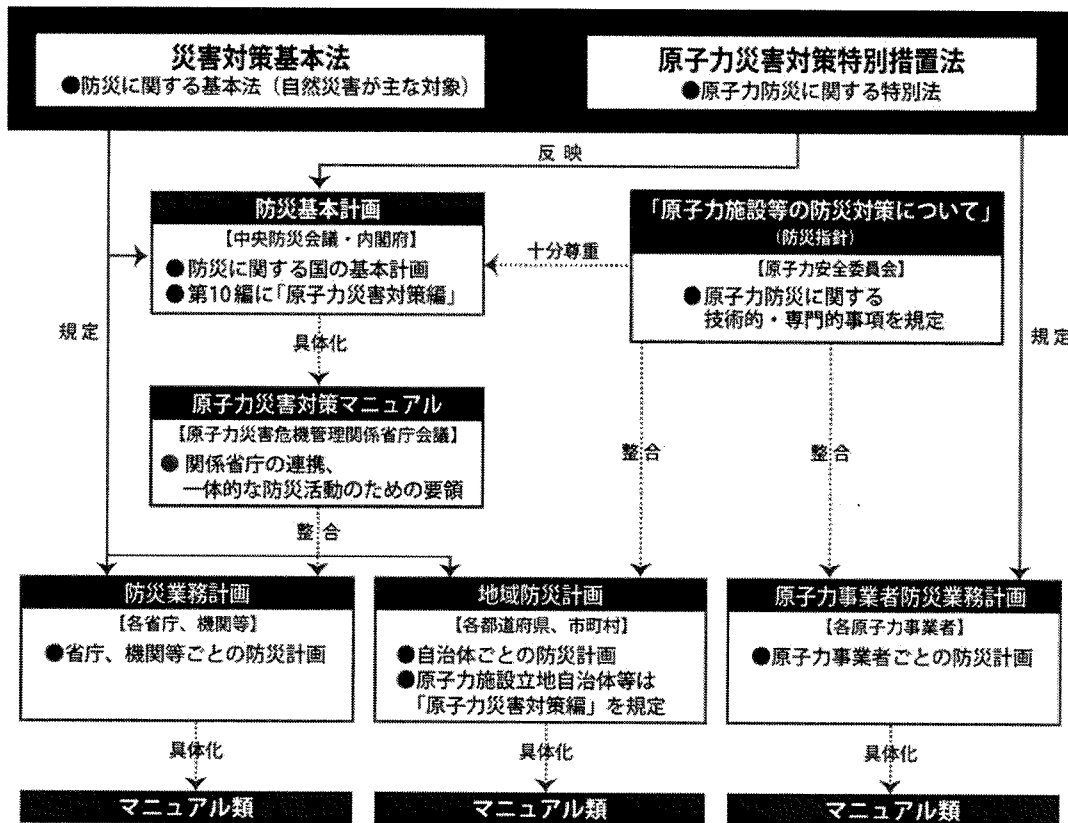 災害対策基本法
●防災に関する基本法（自然災害が主な対象）
原子力災害対策特別措置法
●原子力防災に関する特別法
反映
防災基本計画
【中央防災会議・内閣府】
●防災に関する国の基本計画
●第10編に「原子力災害対策編」
十分尊重
「原子力施設等の防災対策について」
（防災指針）
【原子力安全委員会】
●原子力防災に関する
技術的・専門的事項を規定
規定
規定
具体化
原子力災害対策マニュアル
【原子力災害危機管理関係省庁会議】
●関係省庁の連携、
一体的な防災活動のための要領
整合
整合
整合
防災業務計画
【各省庁、機関等】
●省庁、機関等ごとの防災計画
地域防災計画
【各都道府県、市町村】
●自治体ごとの防災計画
●原子力施設立地自治体等は
「原子力災害対策編」を規定
原子力事業者防災業務計画
【各原子力事業者】
●原子力事業者ごとの防災計画
具体化
具体化
具体化
マニュアル類
マニュアル類
マニュアル類